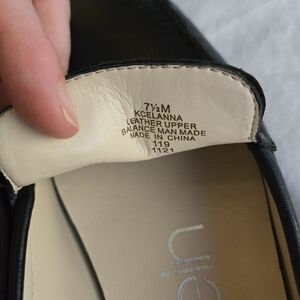 7½M
KCELANNA
LEATHER UPPER
BALANCE MAN MADE
MADE IN CHINA
119
1121